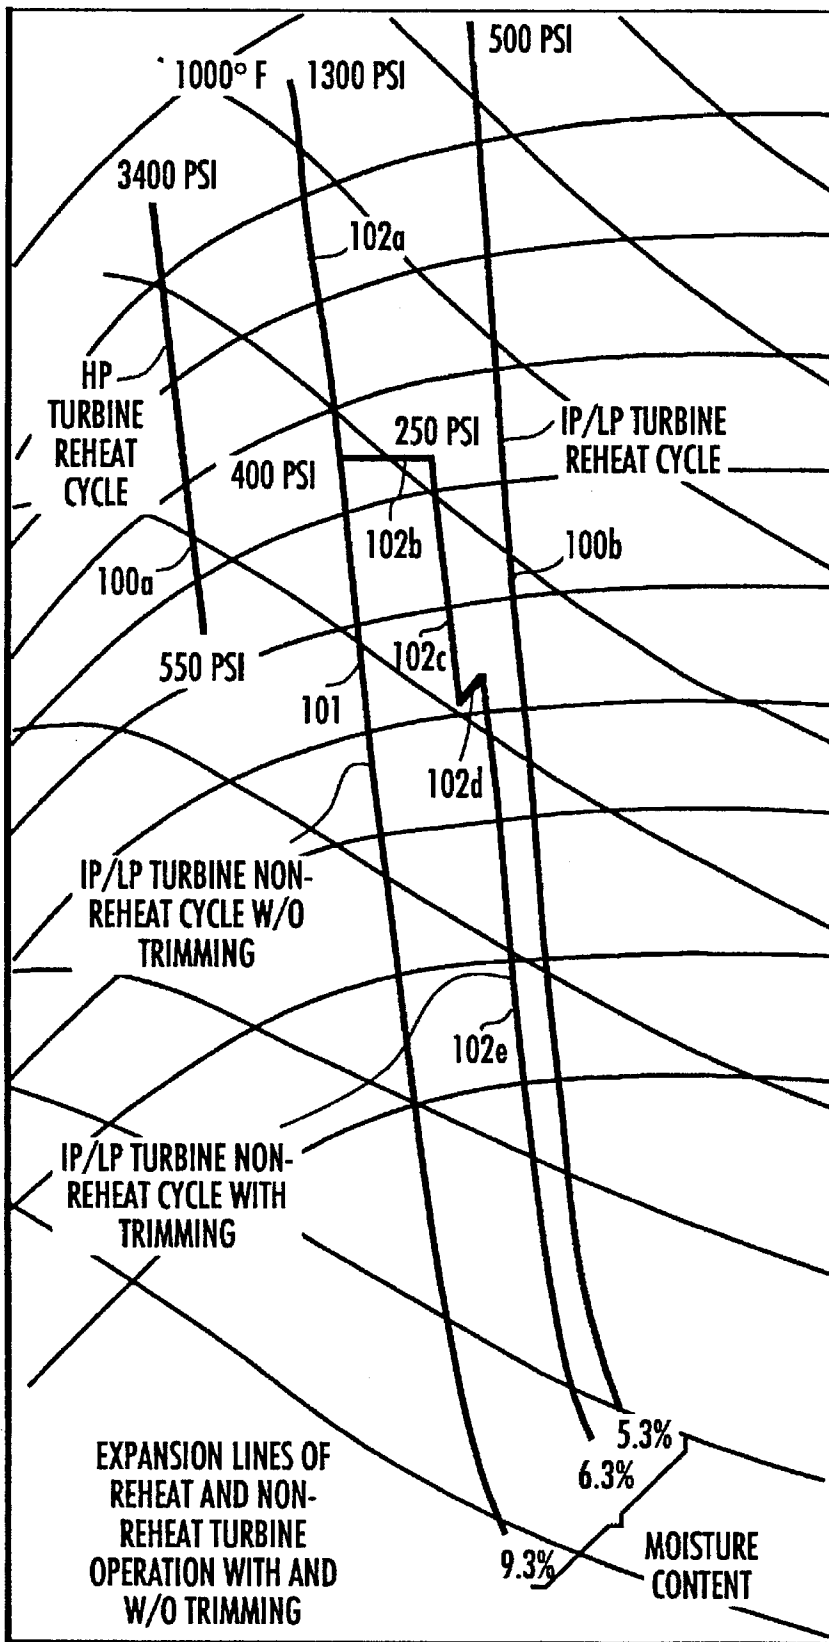 500 PSI
1000° F
1300 PSI
3400 PSI
102a
HP
TURBINE
REHEAT
CYCLE
250 PSI
IP/LP TURBINE
REHEAT CYCLE
400 PSI
102b
100b
100a
102c
550 PSI
101
102d
IP/LP TURBINE NON-
REHEAT CYCLE W/O
TRIMMING
102e
IP/LP TURBINE NON-
REHEAT CYCLE WITH
TRIMMING
5.3%
6.3%
9.3%
MOISTURE
CONTENT
EXPANSION LINES OF
REHEAT AND NON-
REHEAT TURBINE
OPERATION WITH AND
W/O TRIMMING